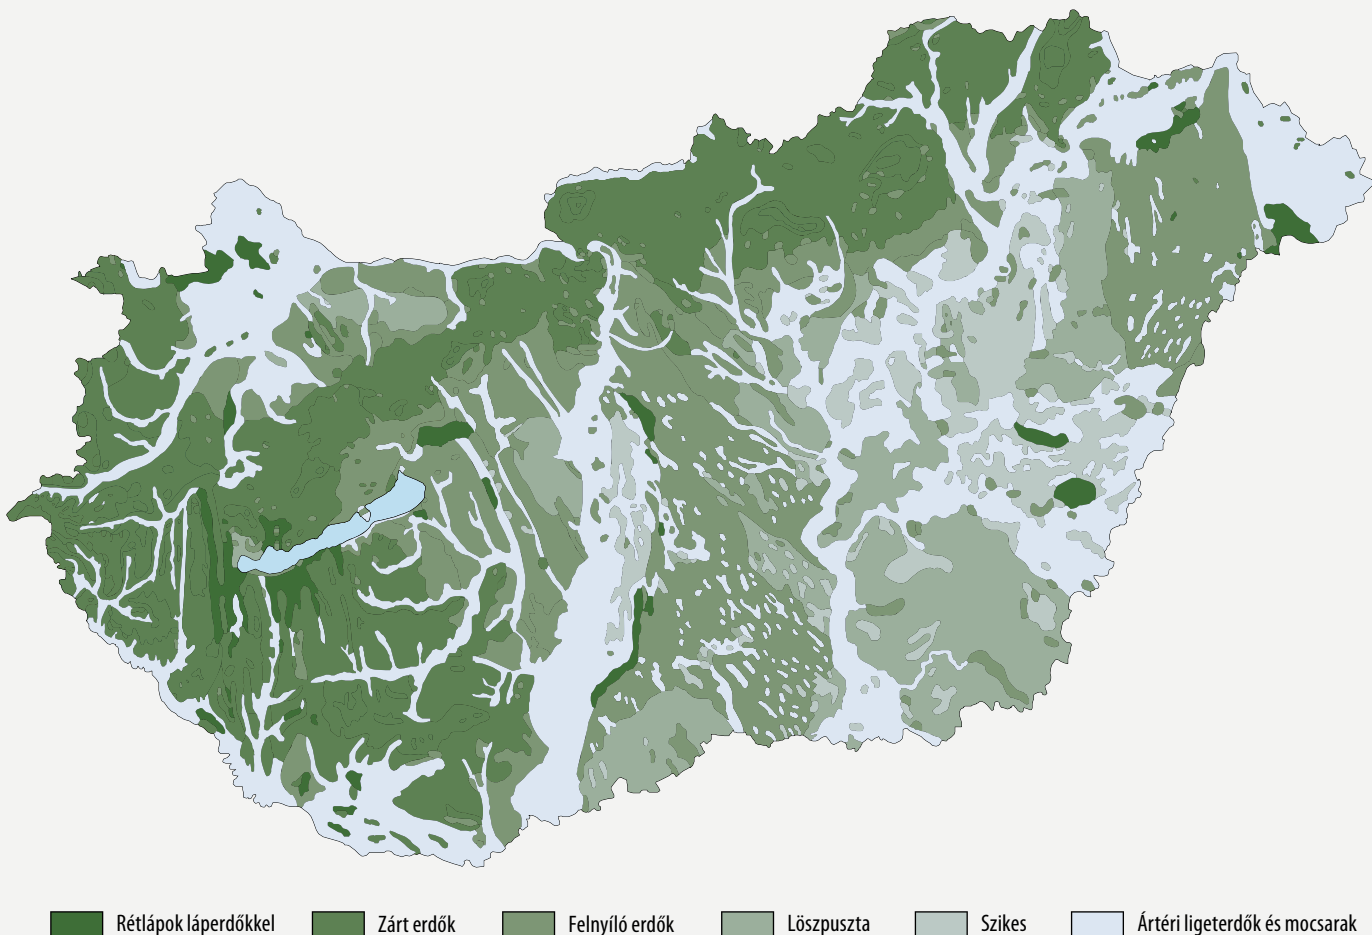 Rétlápok láperdőkkel
Zárt erdők
Felnyíló erdők
Löszpuszta
Szikes
Ártéri ligeterdők és mocsarak